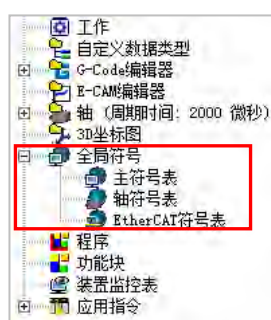 工作
自定义数据类型
G-Code编辑器
E-CAM编辑器
轴 (周期时间: 2000 微秒)
3D坐标图
全局符号
主符号表
轴符号表
EtherCAT符号表
程序
功能块
装置监控表
应用指令